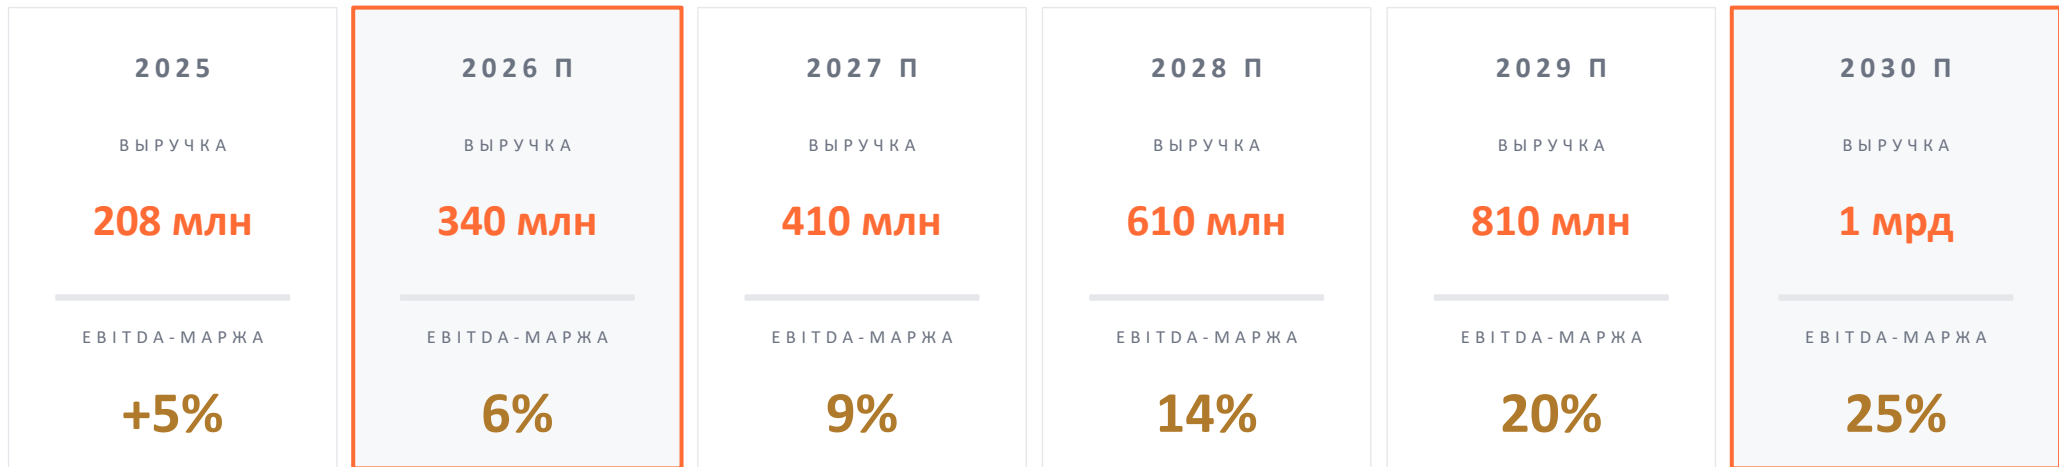 2025
ВЫРУЧКА
208 млн
EBITDA-МАРЖА
+5%
2026 П
ВЫРУЧКА
340 млн
EBITDA-МАРЖА
6%
2027 П
ВЫРУЧКА
410 млн
EBITDA-МАРЖА
9%
2028 П
ВЫРУЧКА
610 млн
EBITDA-МАРЖА
14%
2029 П
ВЫРУЧКА
810 млн
EBITDA-МАРЖА
20%
2030 П
ВЫРУЧКА
1 мрд
EBITDA-МАРЖА
25%